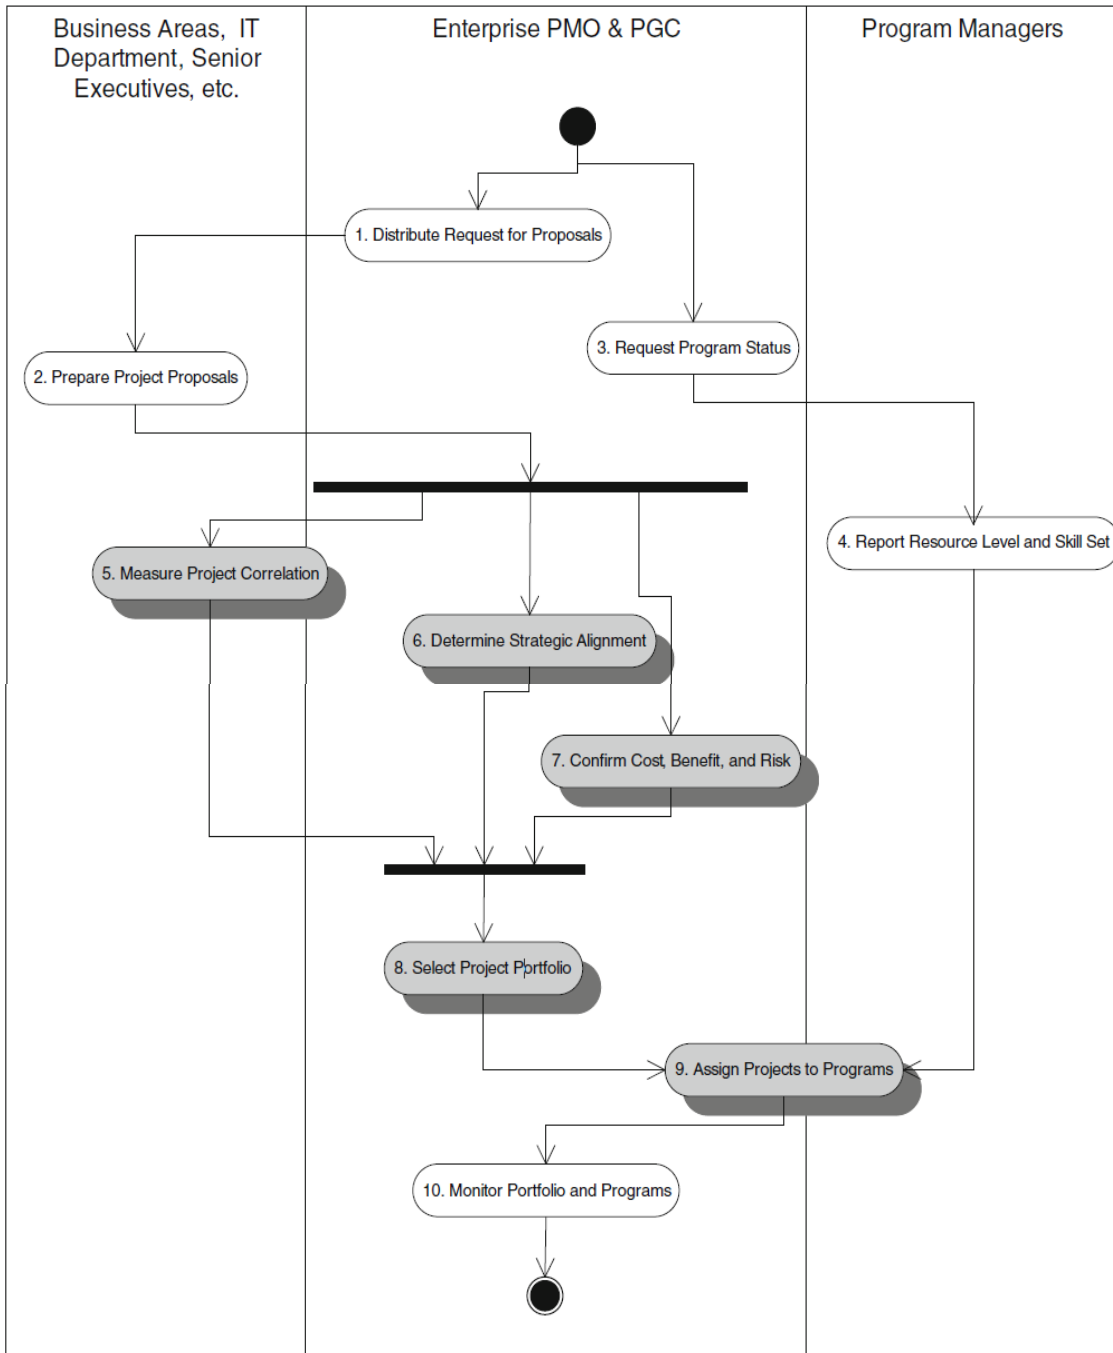 Business Areas, IT
Department, Senior
Executives, etc.
Enterprise PMO & PGC
Program Managers
1. Distribute Request for Proposals
3. Request Program Status
2. Prepare Project Proposals
4. Report Resource Level and Skill Set
5. Measure Project Correlation
6. Determine Strategic Alignment
7. Confirm Cost, Benefit, and Risk
8. Select Project Portfolio
9. Assign Projects to Programs
10. Monitor Portfolio and Programs